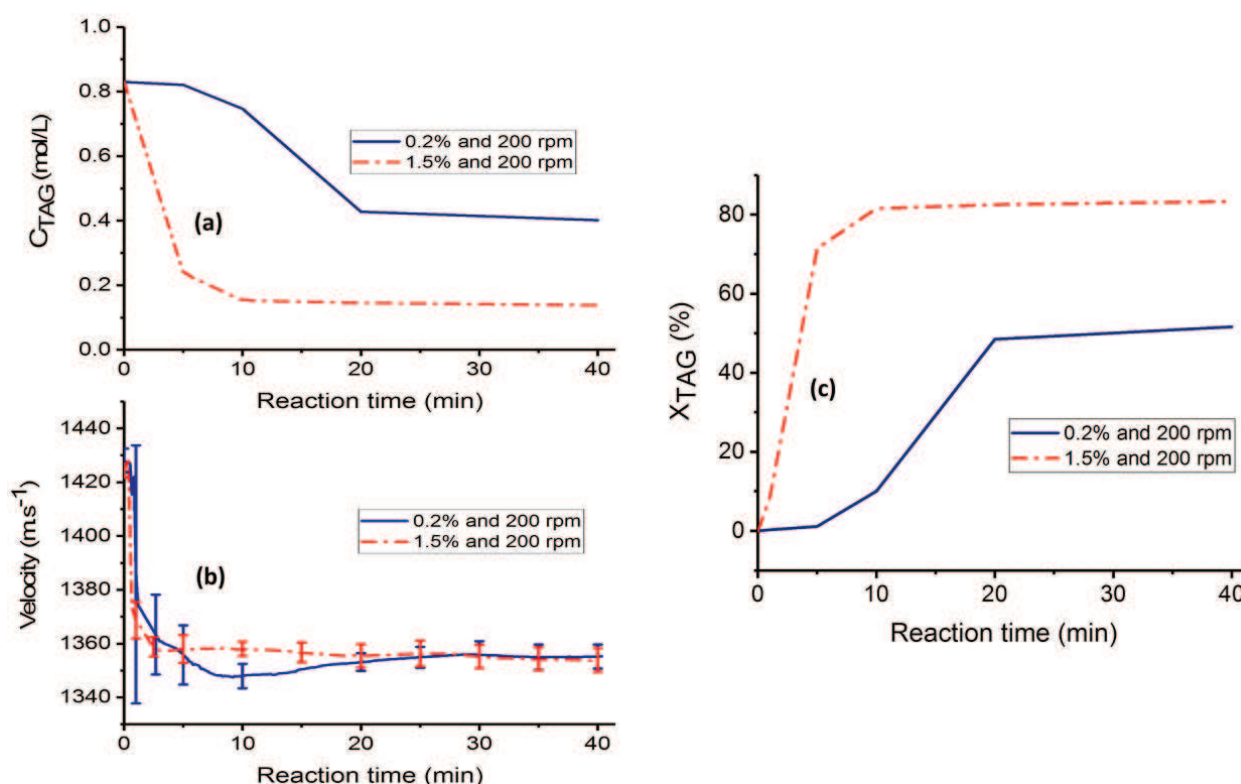 1.0
0.8
0.6
0.4
0.2
0.0
C_TAG (mol/L)
0.2% and 200 rpm
1.5% and 200 rpm
(a)
0 10 20 30 40
Reaction time (min)
1440
1420
1400
1380
1360
1340
Velocity (m.s⁻¹)
0.2% and 200 rpm
1.5% and 200 rpm
(b)
0 10 20 30 40
Reaction time (min)
80
60
40
20
0
X_TAG (%)
(c)
0.2% and 200 rpm
1.5% and 200 rpm
0 10 20 30 40
Reaction time (min)